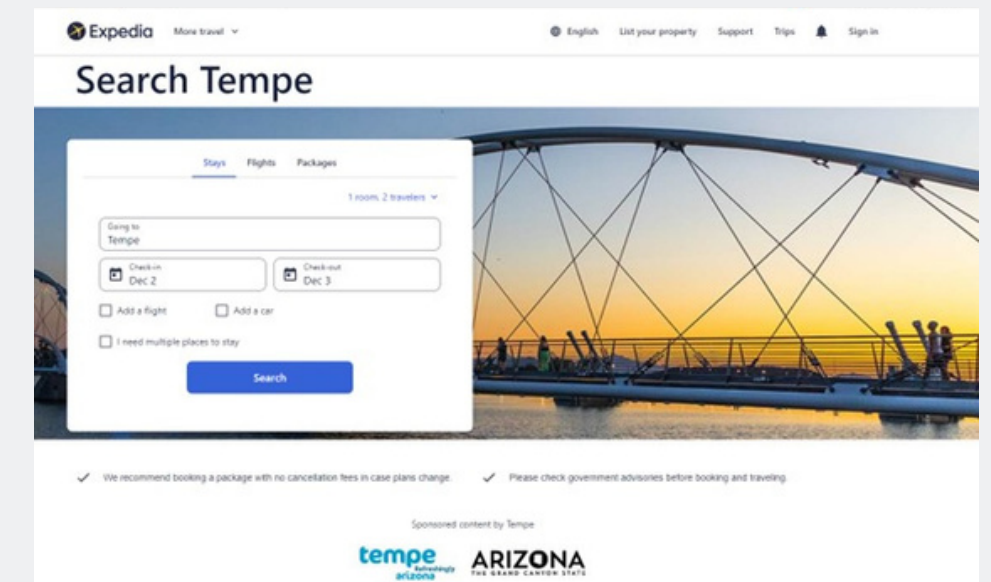 Expedia More travel English List your property Support Trips Sign in
Search Tempe
Stays Flights Packages
1 room, 2 travelers
Going to
Tempe
Check-in Check-out
Dec 2 Dec 3
Add a flight Add a car
I need multiple places to stay
Search
We recommend booking a package with no cancellation fees in case plans change. Please check government advisories before booking and traveling.
Sponsored content by Tempe
tempe
Refreshingly
arizona
ARIZONA
THE GRAND CANYON STATE